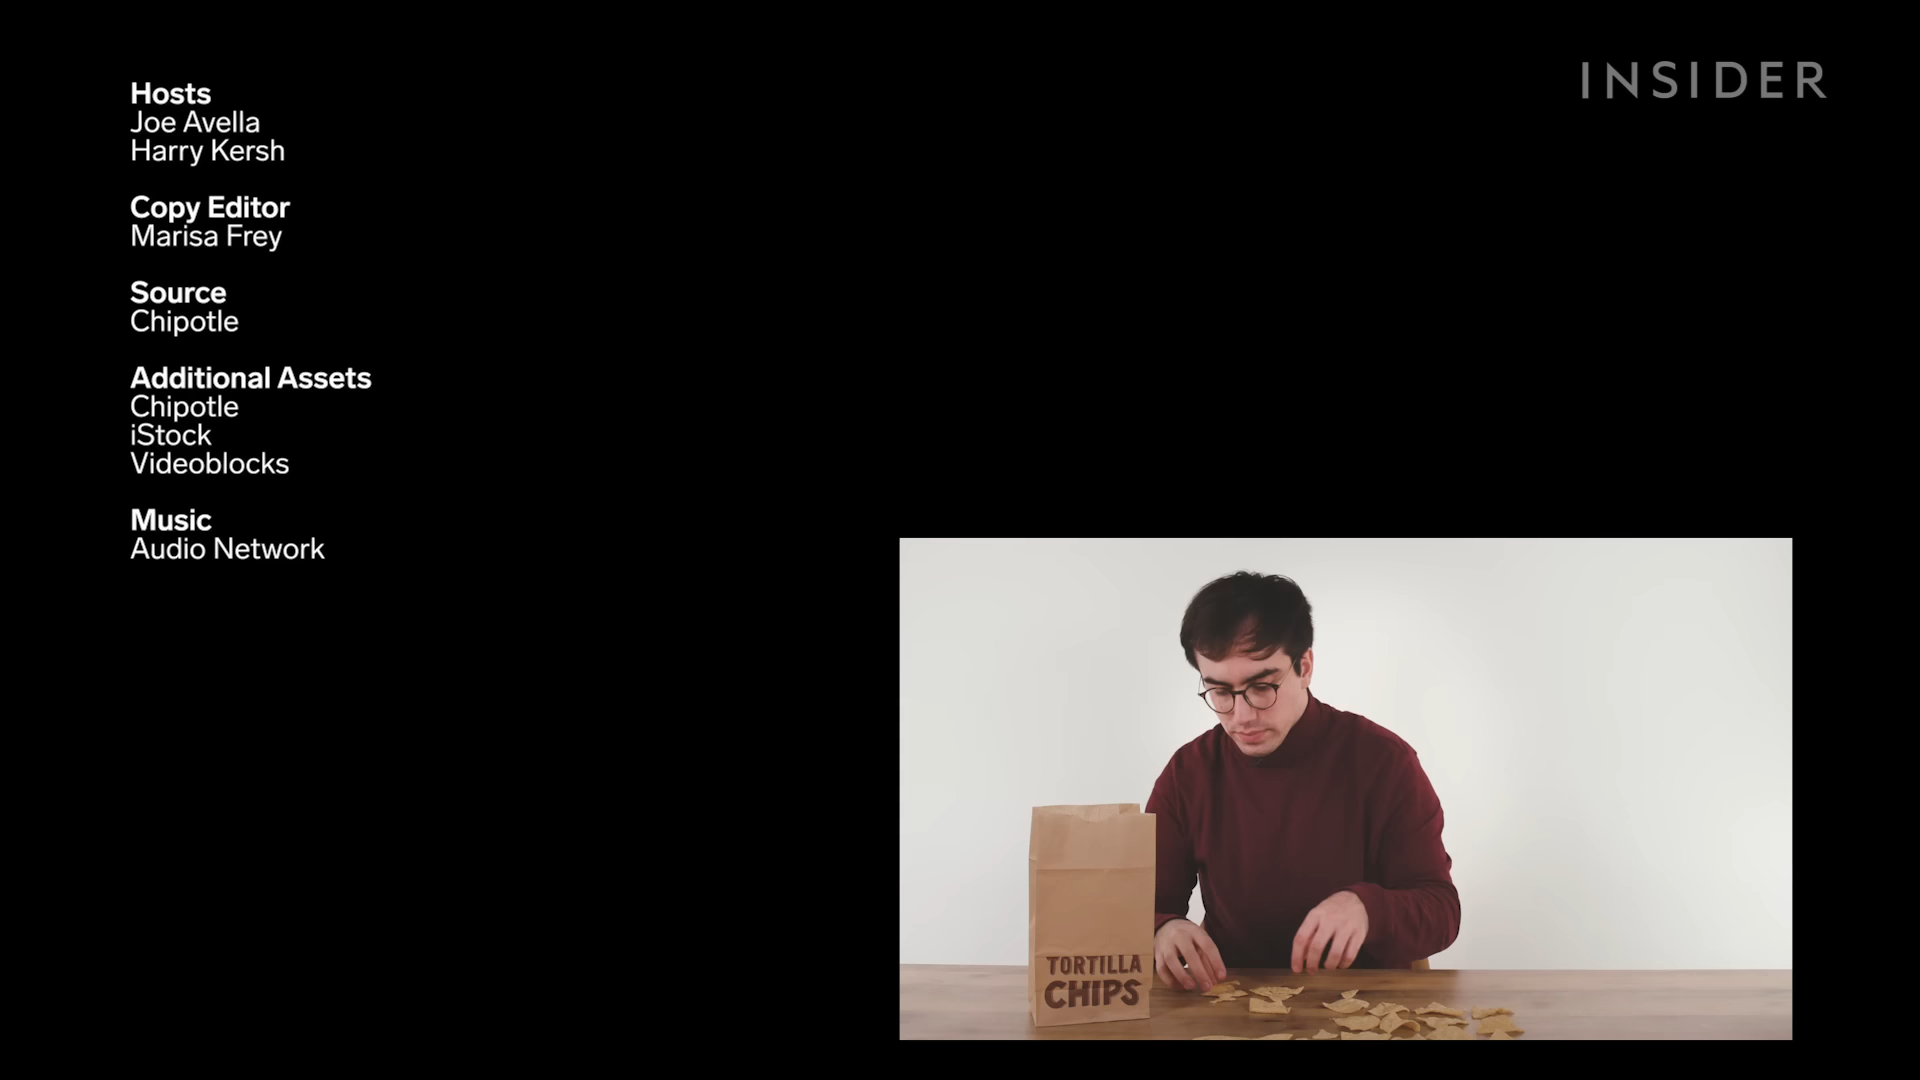 INSIDER
Hosts
Joe Avella
Harry Kersh
Copy Editor
Marisa Frey
Source
Chipotle
Additional Assets
Chipotle
iStock
Videoblocks
Music
Audio Network
TORTILLA
CHIPS